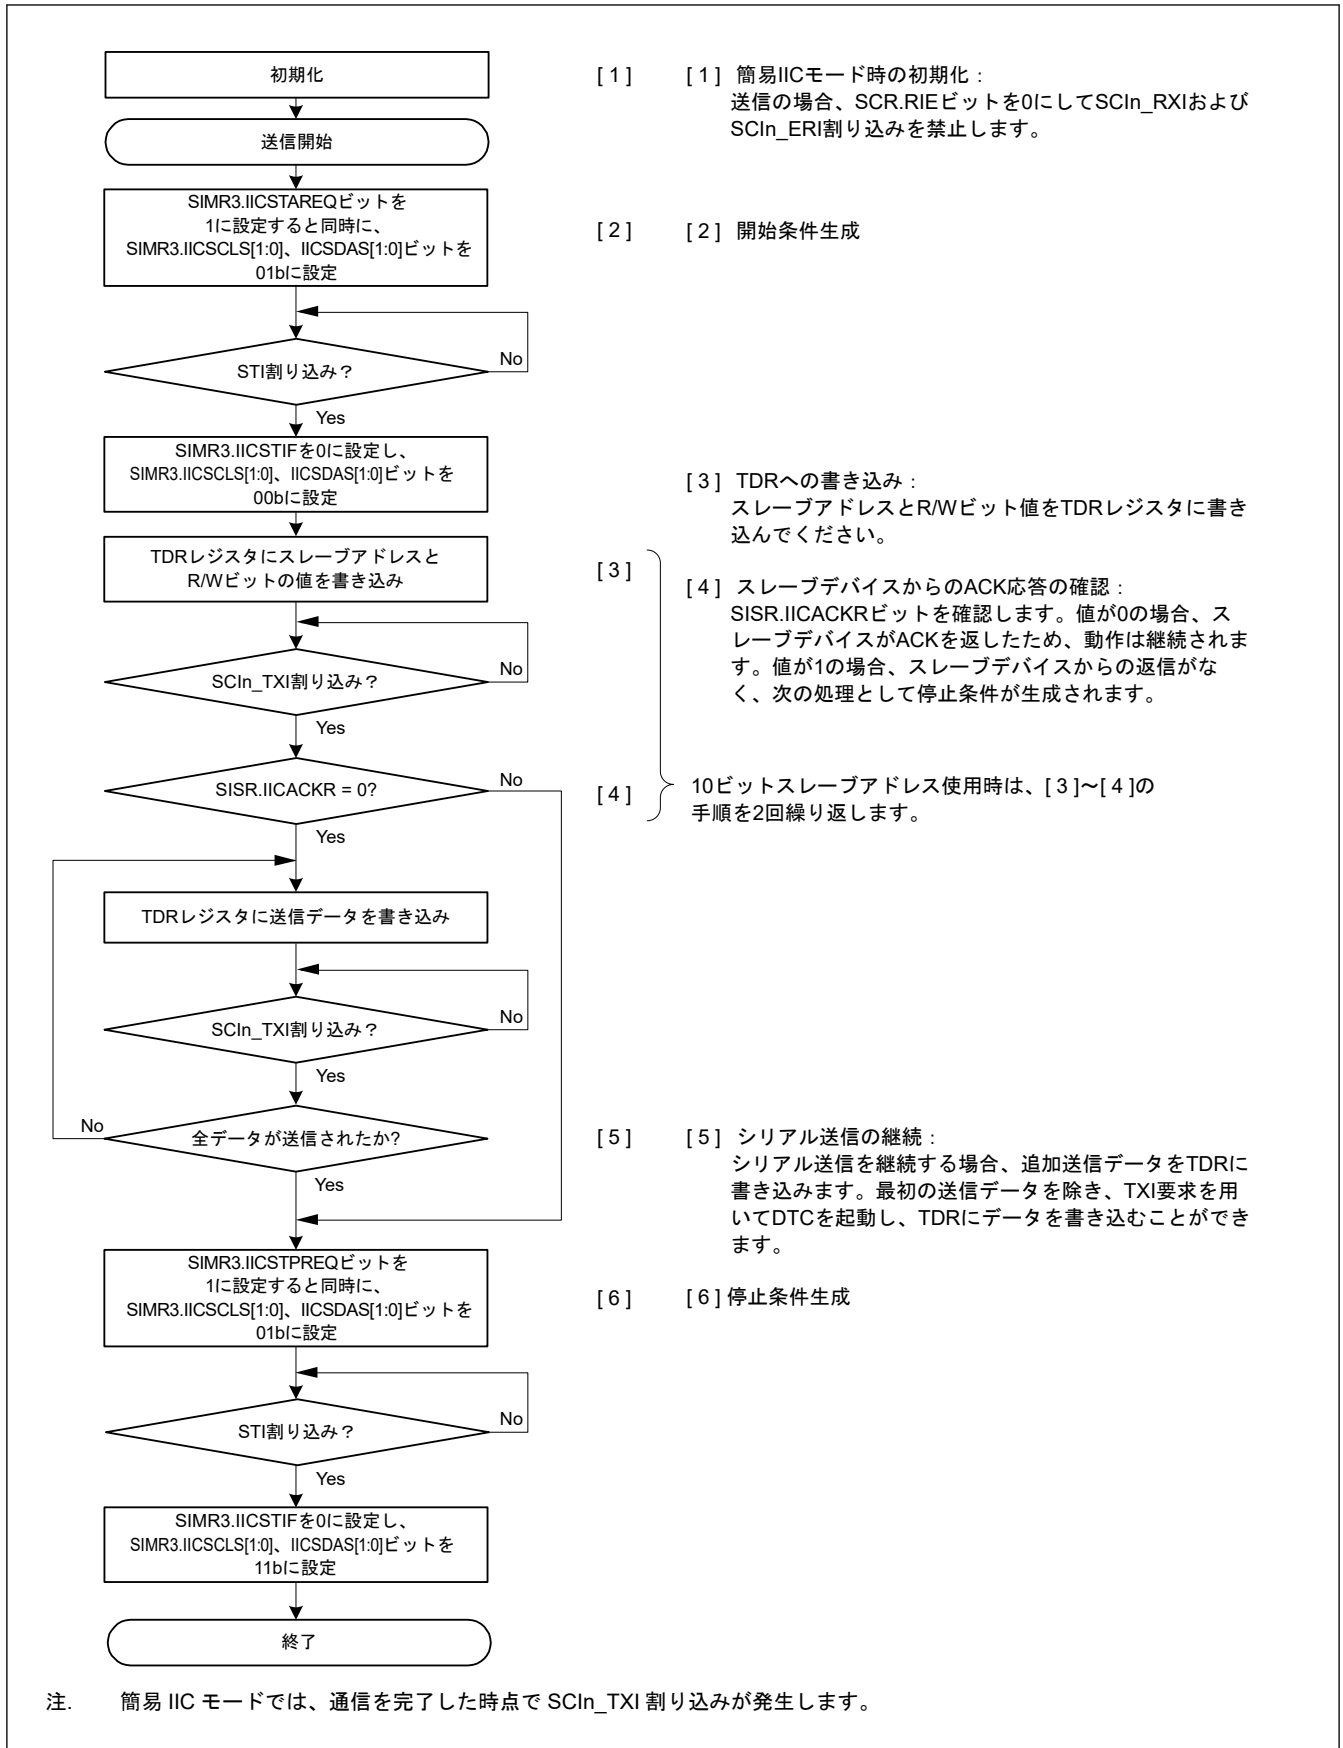 初期化
[ 1 ]
[ 1 ] 簡易IICモード時の初期化：
送信の場合、SCR.RIEビットを0にしてSCIn_RXIおよび
SCIn_ERI割り込みを禁止します。
送信開始
SIMR3.IICSTAREQビットを
1に設定すると同時に、
SIMR3.IICSCLS[1:0]、IICSDAS[1:0]ビットを
01bに設定
[ 2 ]
[ 2 ] 開始条件生成
STI割り込み？
No
Yes
SIMR3.IICSTIFを0に設定し、
SIMR3.IICSCLS[1:0]、IICSDAS[1:0]ビットを
00bに設定
[ 3 ] TDRへの書き込み：
スレーブアドレスとR/Wビット値をTDRレジスタに書き
込んでください。
TDRレジスタにスレーブアドレスと
R/Wビットの値を書き込み
[ 3 ]
[ 4 ] スレーブデバイスからのACK応答の確認：
SISR.IICACKRビットを確認します。値が0の場合、ス
レーブデバイスがACKを返したため、動作は継続されま
す。値が1の場合、スレーブデバイスからの返信がな
く、次の処理として停止条件が生成されます。
SCIn_TXI割り込み？
No
Yes
SISR.IICACKR = 0?
No
[ 4 ]
10ビットスレーブアドレス使用時は、[ 3 ]～[ 4 ]の
手順を2回繰り返します。
Yes
TDRレジスタに送信データを書き込み
SCIn_TXI割り込み？
No
Yes
No
全データが送信されたか?
[ 5 ]
[ 5 ] シリアル送信の継続：
シリアル送信を継続する場合、追加送信データをTDRに
書き込みます。最初の送信データを除き、TXI要求を用
いてDTCを起動し、TDRにデータを書き込むことができ
ます。
Yes
SIMR3.IICSTPREQビットを
1に設定すると同時に、
SIMR3.IICSCLS[1:0]、IICSDAS[1:0]ビットを
01bに設定
[ 6 ]
[ 6 ] 停止条件生成
STI割り込み？
No
Yes
SIMR3.IICSTIFを0に設定し、
SIMR3.IICSCLS[1:0]、IICSDAS[1:0]ビットを
11bに設定
終了
注. 簡易 IIC モードでは、通信を完了した時点で SCIn_TXI 割り込みが発生します。